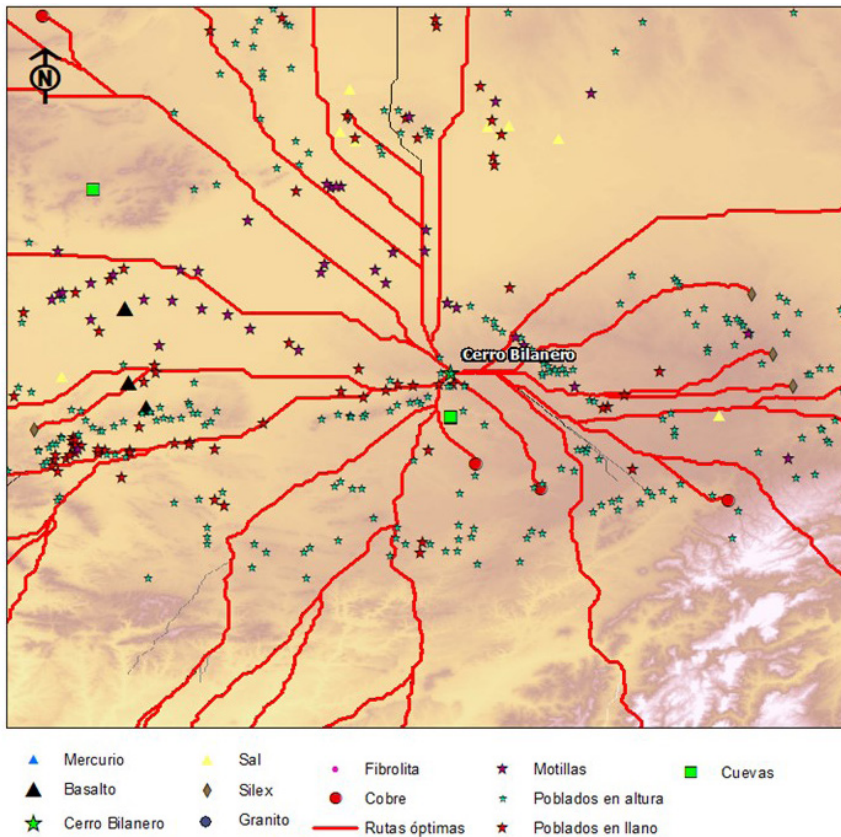 N
Cerro Bilanero
Mercurio
Sal
Fibrolita
Motillas
Cuevas
Basalto
Silex
Cobre
Poblados en altura
Cerro Bilanero
Granito
Rutas óptimas
Poblados en llano